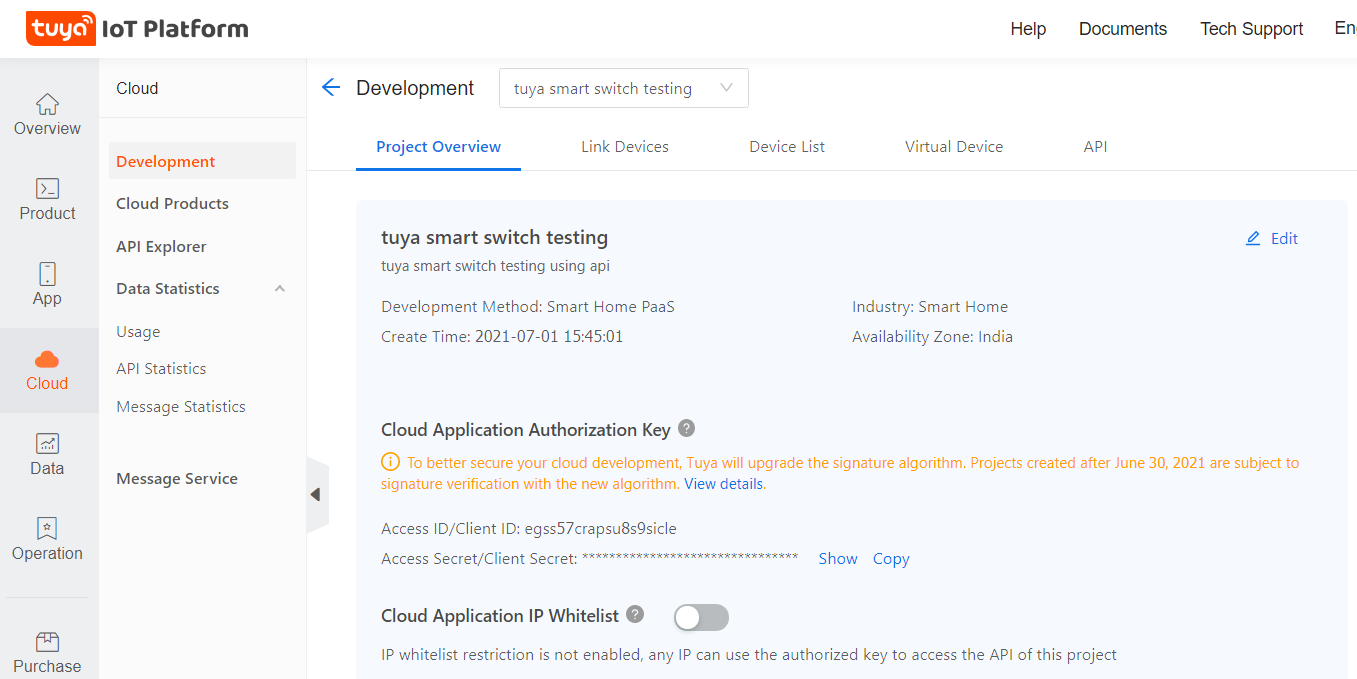 tuya IoT Platform
Help Documents Tech Support En
Overview
Product
App
Cloud
Data
Operation
Purchase
Cloud
Development
Cloud Products
API Explorer
Data Statistics
Usage
API Statistics
Message Statistics
Message Service
Development tuya smart switch testing
Project Overview Link Devices Device List Virtual Device API
tuya smart switch testing
Edit
tuya smart switch testing using api
Development Method: Smart Home PaaS Industry: Smart Home
Create Time: 2021-07-01 15:45:01 Availability Zone: India
Cloud Application Authorization Key ?
To better secure your cloud development, Tuya will upgrade the signature algorithm. Projects created after June 30, 2021 are subject to
signature verification with the new algorithm. View details.
Access ID/Client ID: egss57crapsu8s9sicle
Access Secret/Client Secret: ******************************** Show Copy
Cloud Application IP Whitelist ?
IP whitelist restriction is not enabled, any IP can use the authorized key to access the API of this project